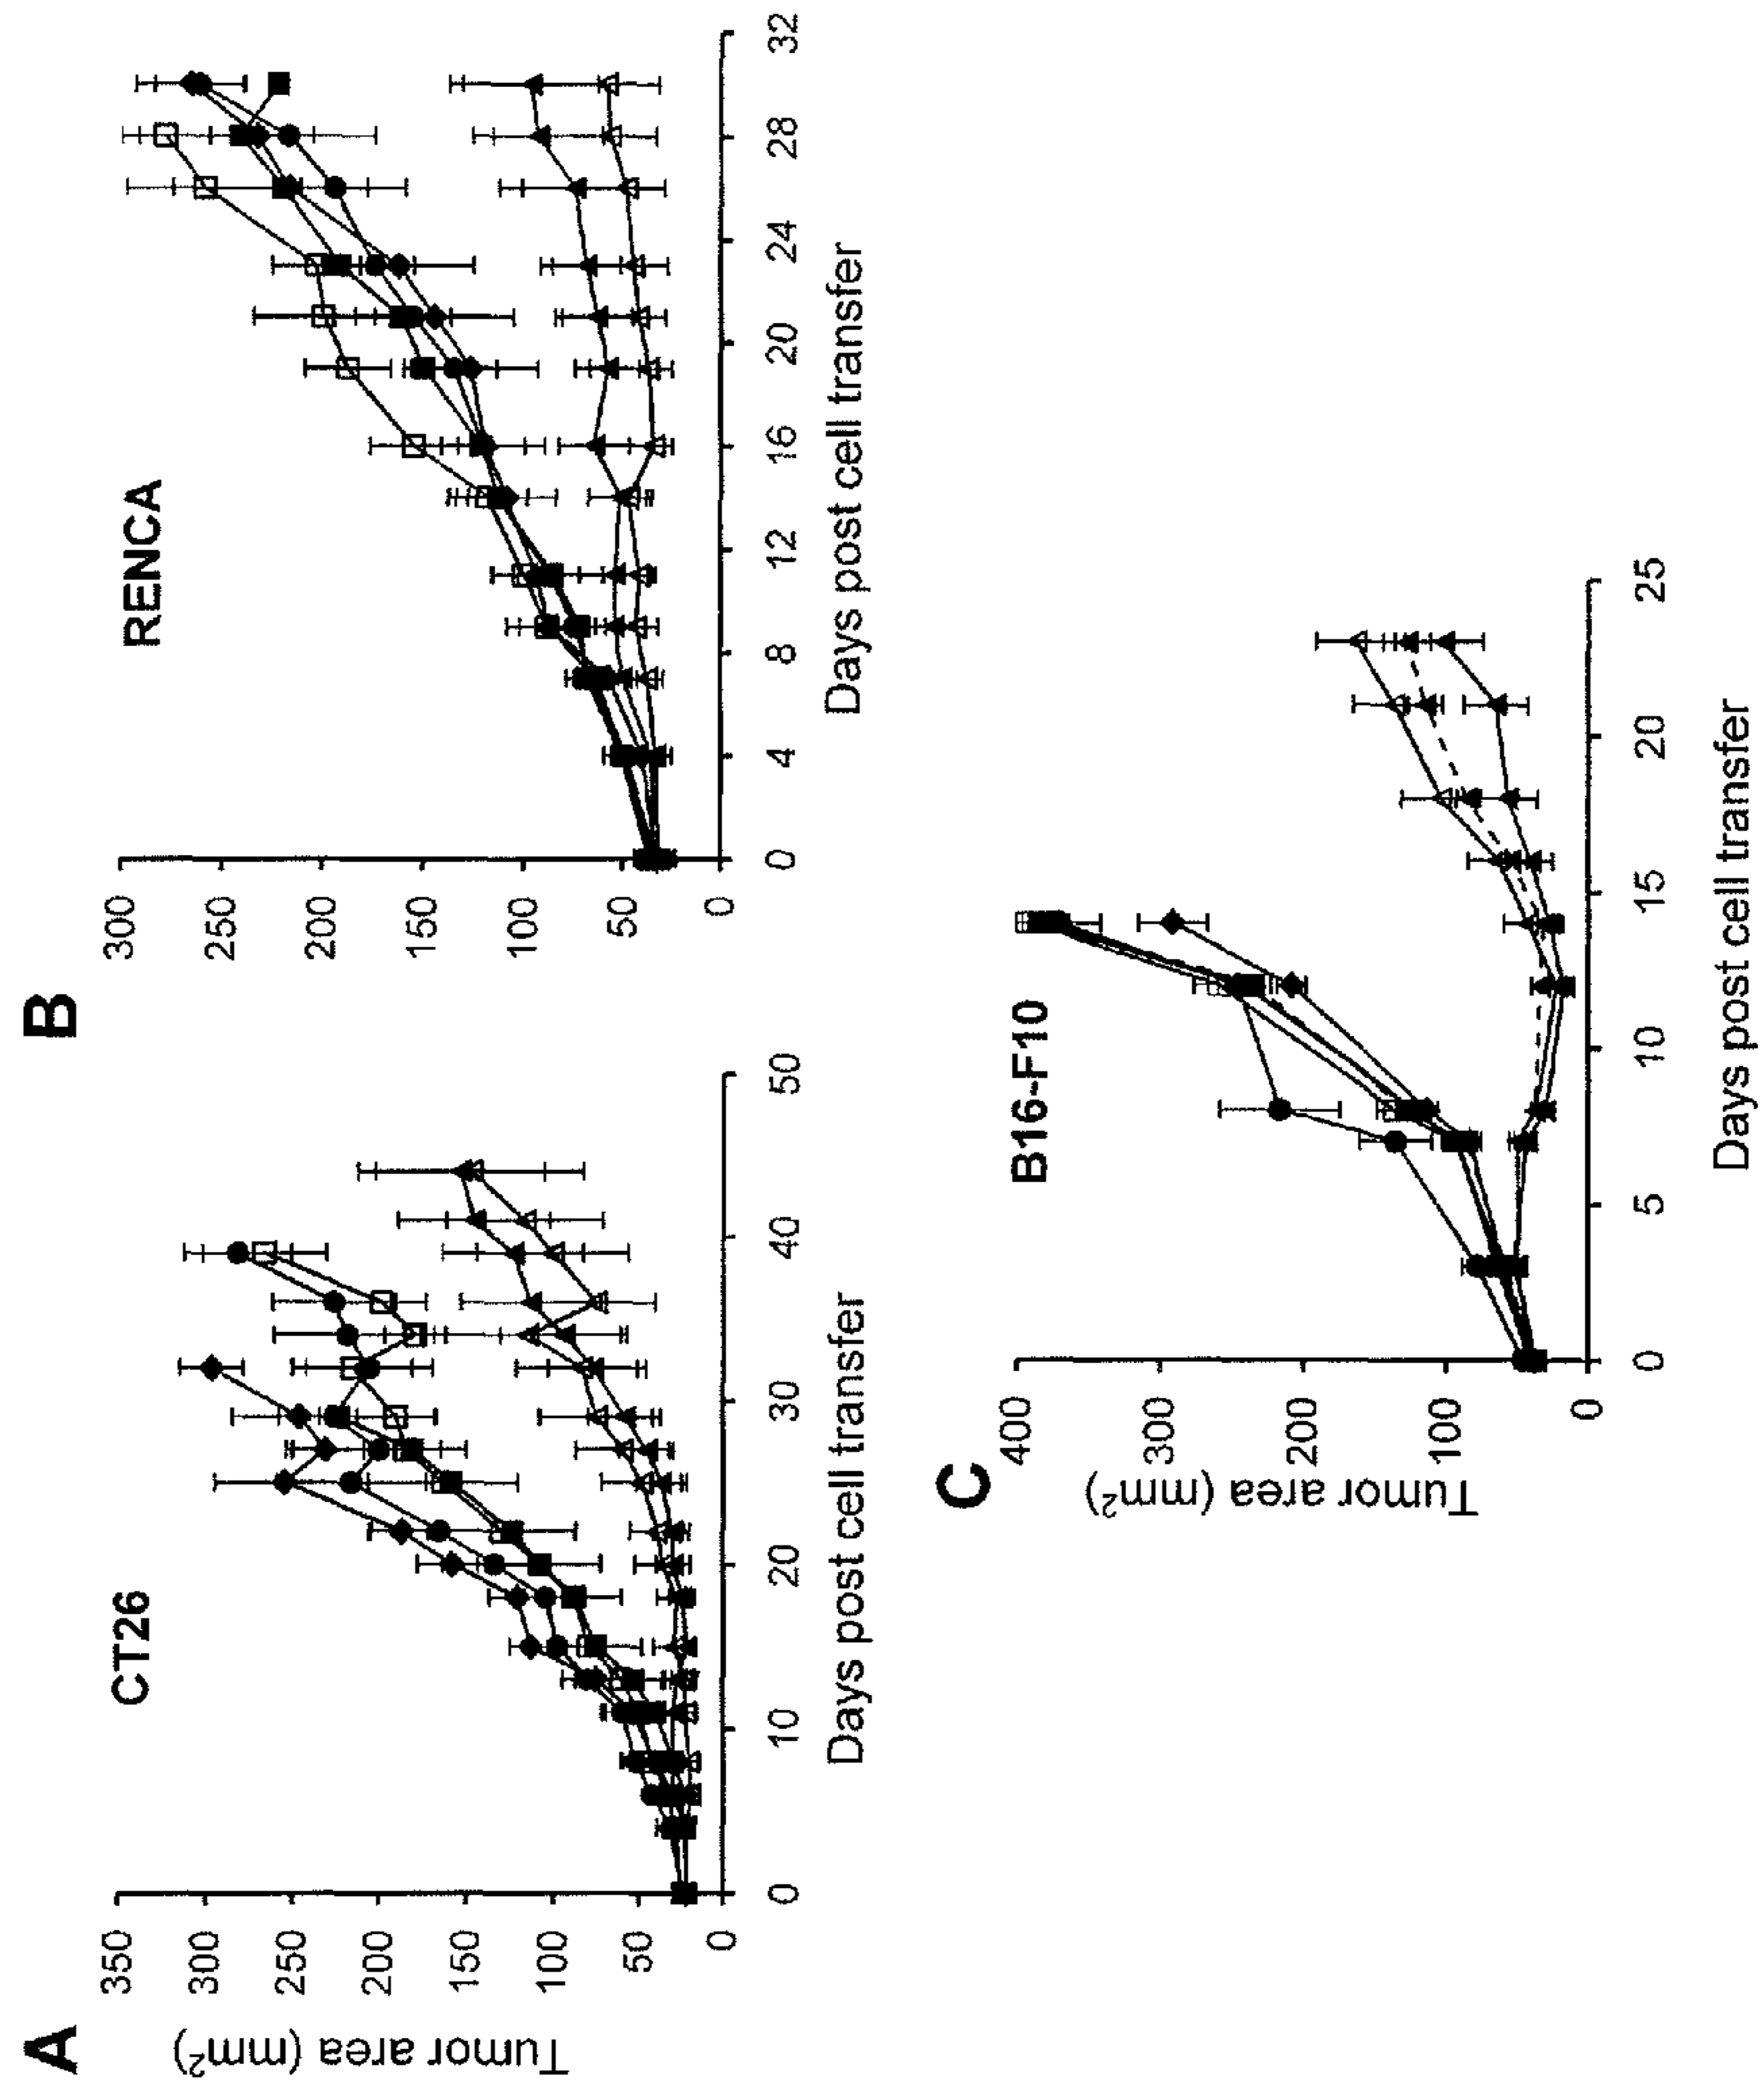 A
CT26
Tumor area (mm²)
350
300
250
200
150
100
50
0
0 10 20 30 40 50
Days post cell transfer
B
RENCA
300
250
200
150
100
50
0
0 4 8 12 16 20 24 28 32
Days post cell transfer
C
B16-F10
Tumor area (mm²)
400
300
200
100
0
0 5 10 15 20 25
Days post cell transfer